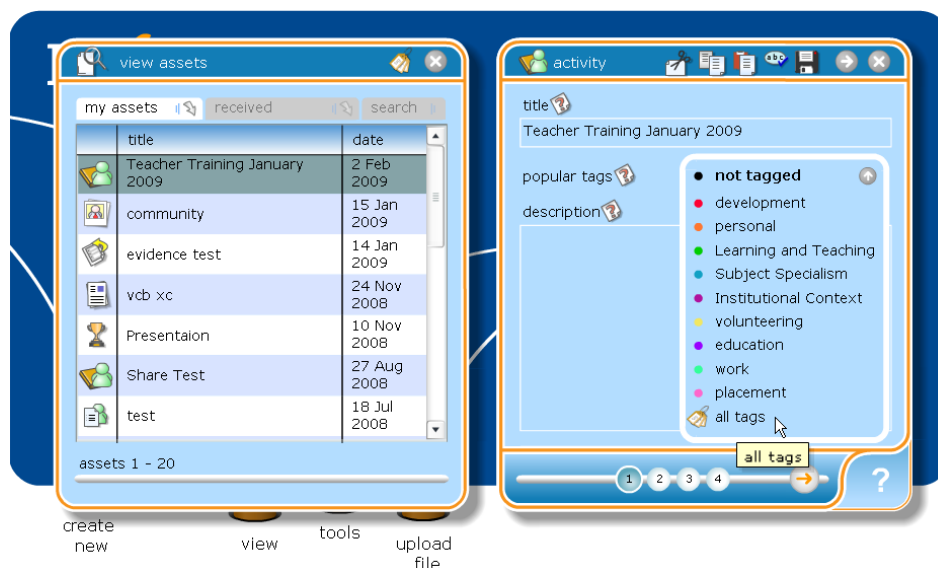 view assets
my assets
received
search
title
date
Teacher Training January
2009
2 Feb
2009
community
15 Jan
2009
evidence test
14 Jan
2009
vcb xc
24 Nov
2008
Presentaion
10 Nov
2008
Share Test
27 Aug
2008
test
18 Jul
2008
assets 1 - 20
activity
abc
title
Teacher Training January 2009
popular tags
description
not tagged
development
personal
Learning and Teaching
Subject Specialism
Institutional Context
volunteering
education
work
placement
all tags
all tags
1 2 3 4
?
create
new
view
tools
upload
file